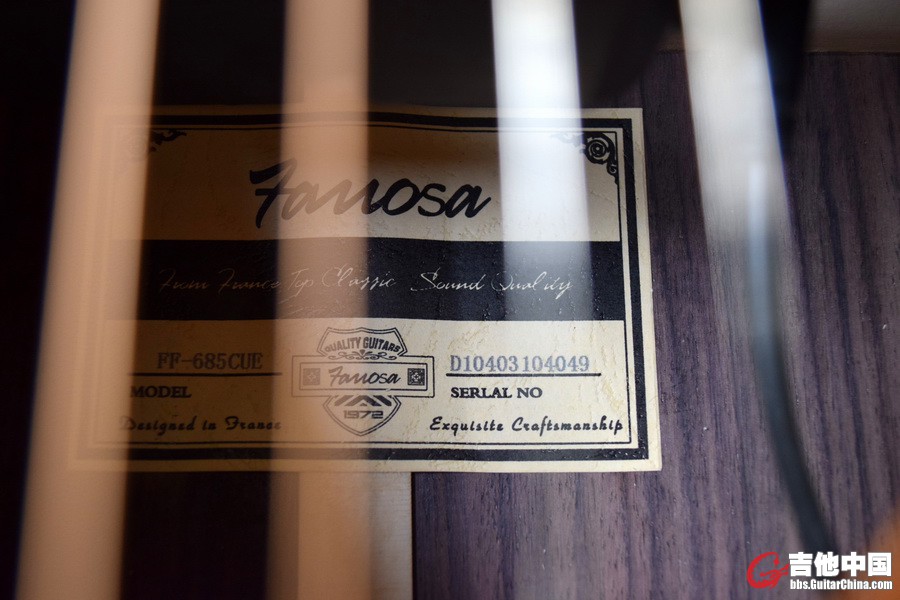 Famosa
From France Top Classic Sound Quality
FF-685CUE
MODEL
QUALITY GUITARS
Famosa
1972
D10403104049
SERLAL NO
Designed in France
Exquisite Craftsmanship
吉他中国
bbs.GuitarChina.com